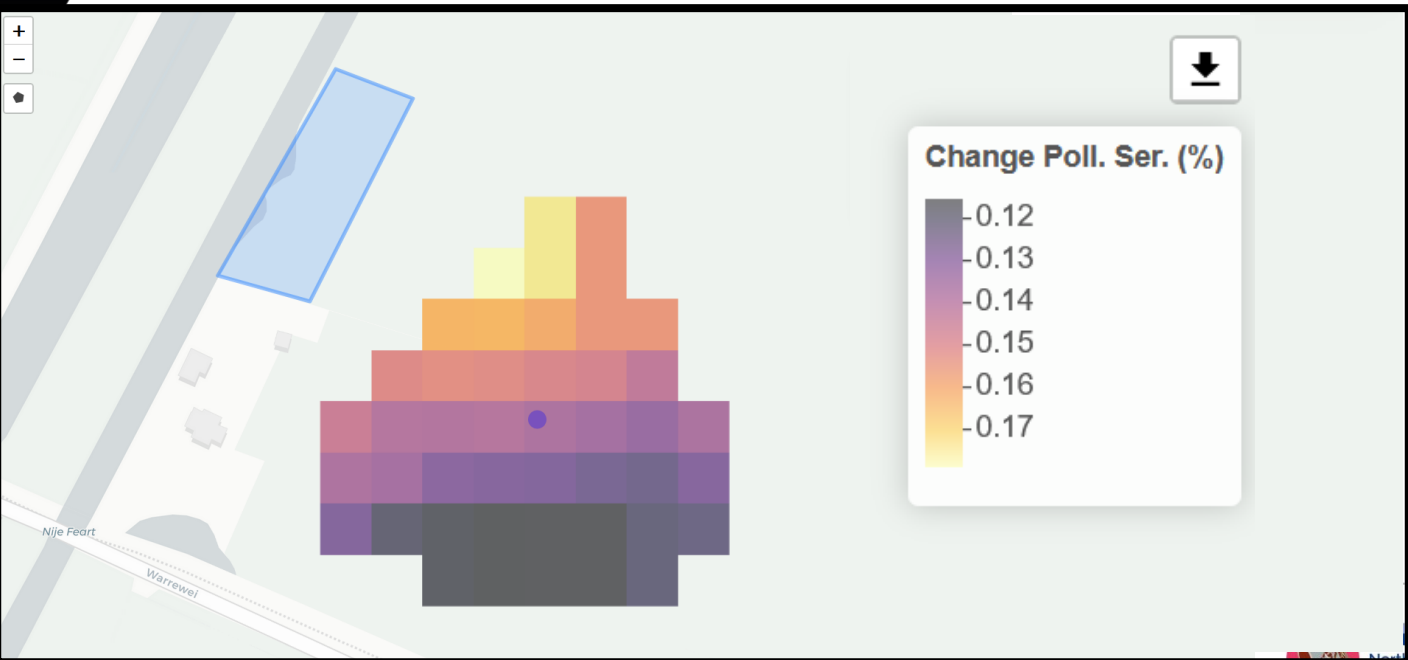 +
−
Change Poll. Ser. (%)
0.12
0.13
0.14
0.15
0.16
0.17
Nije Feart
Warrewei